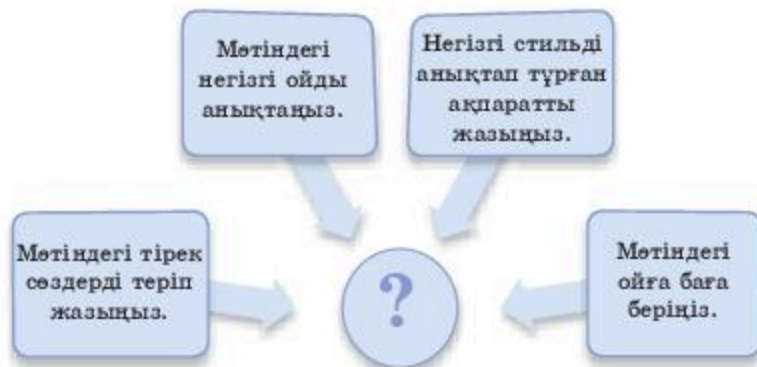 Мәтіндегі
негізгі ойды
анықтаңыз.
Негізгі стильді
анықтап тұрған
ақпаратты
жазыңыз.
Мәтіндегі тірек
сөздерді теріп
жазыңыз.
?
Мәтіндегі
ойға баға
беріңіз.